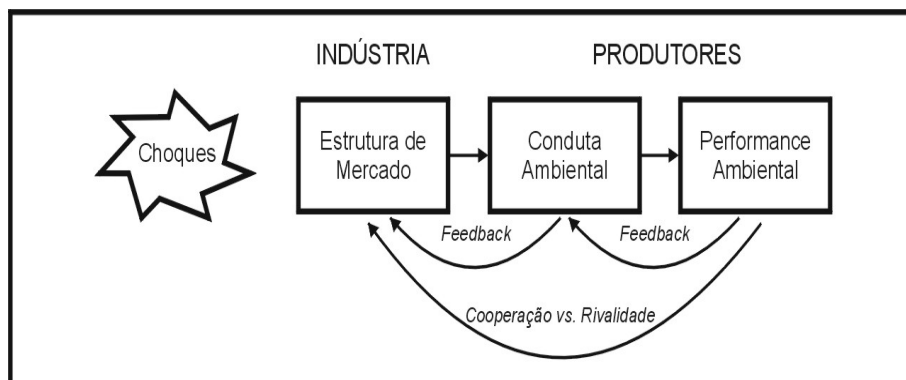 INDÚSTRIA
PRODUTORES
Choques
Estrutura de
Mercado
Conduta
Ambiental
Performance
Ambiental
Feedback
Feedback
Cooperação vs. Rivalidade